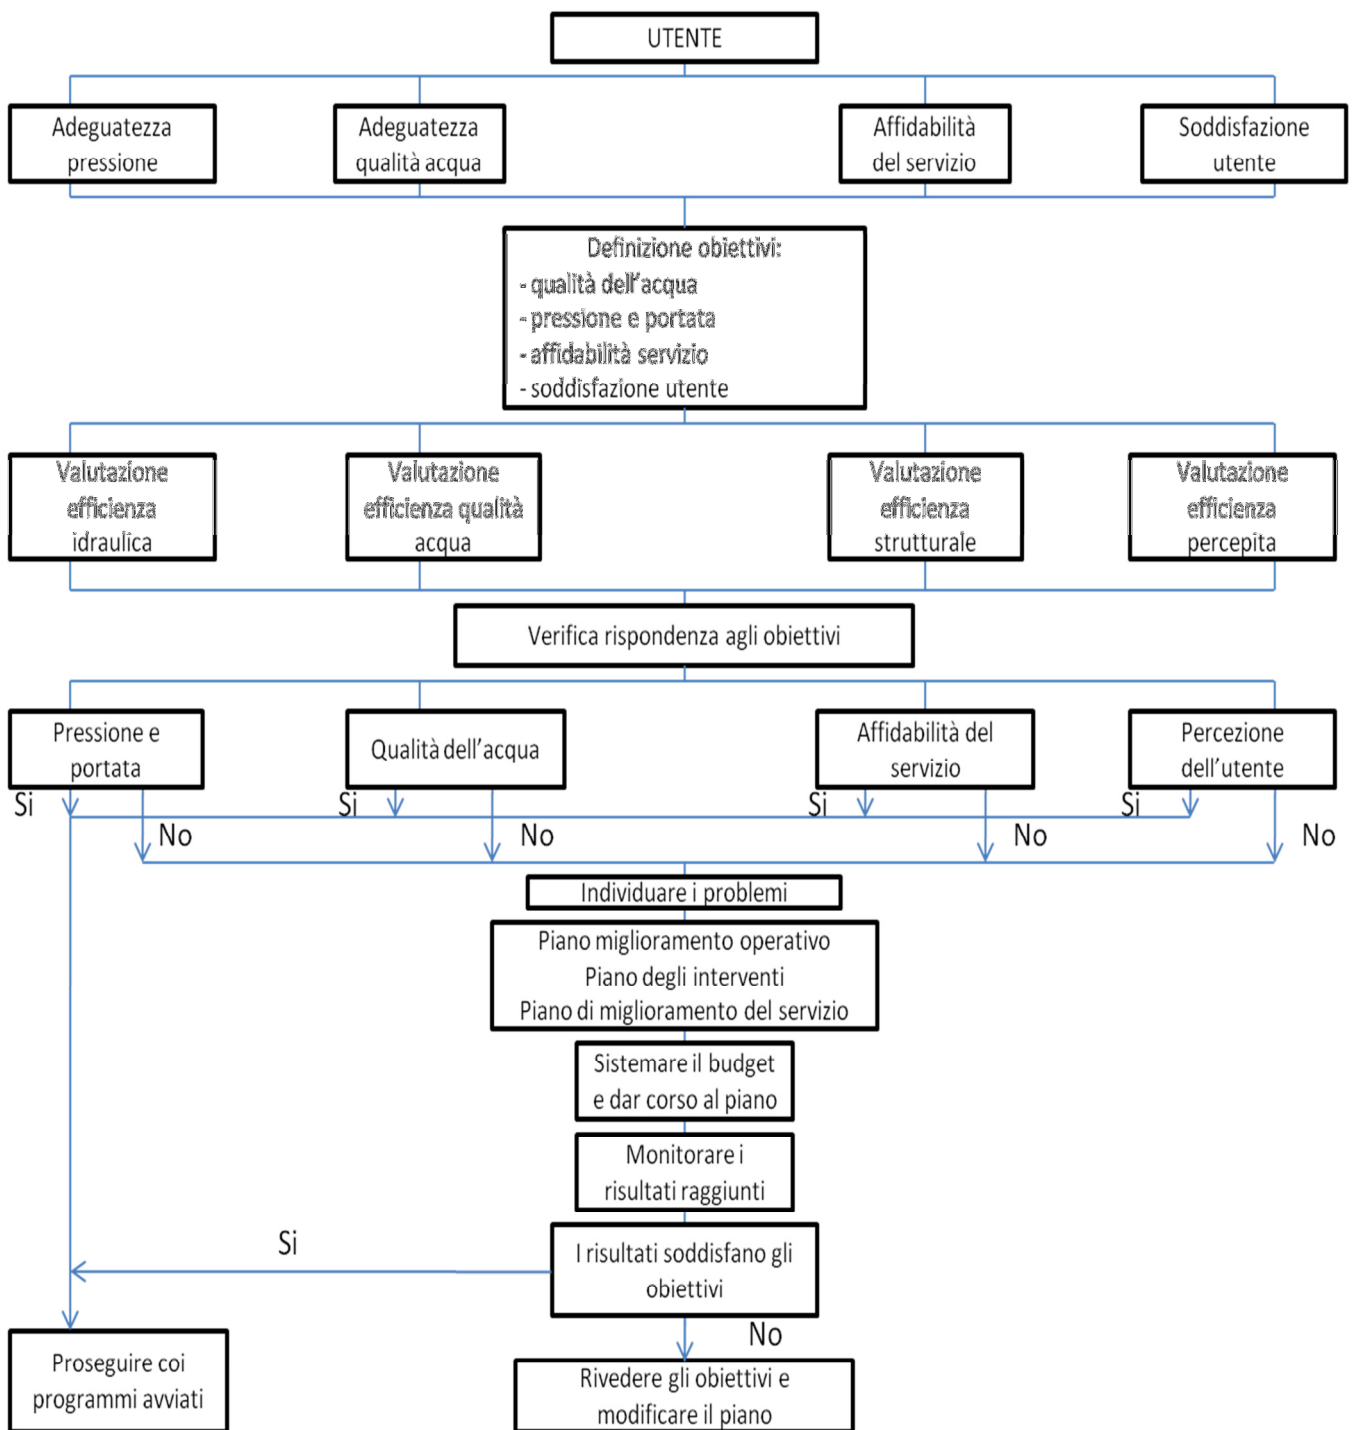 UTENTE
Adeguatezza
pressione
Adeguatezza
qualità acqua
Affidabilità
del servizio
Soddisfazione
utente
Definizione obiettivi:
- qualità dell'acqua
- pressione e portata
- affidabilità servizio
- soddisfazione utente
Valutazione
efficienza
idraulica
Valutazione
efficienza qualità
acqua
Valutazione
efficienza
strutturale
Valutazione
efficienza
percepita
Verifica rispondenza agli obiettivi
Pressione e
portata
Qualità dell'acqua
Affidabilità del
servizio
Percezione
dell'utente
Si
Si
Si
Si
No
No
No
No
Individuare i problemi
Piano miglioramento operativo
Piano degli interventi
Piano di miglioramento del servizio
Sistemare il budget
e dar corso al piano
Monitorare i
risultati raggiunti
Si
I risultati soddisfano gli
obiettivi
No
Proseguire coi
programmi avviati
Rivedere gli obiettivi e
modificare il piano